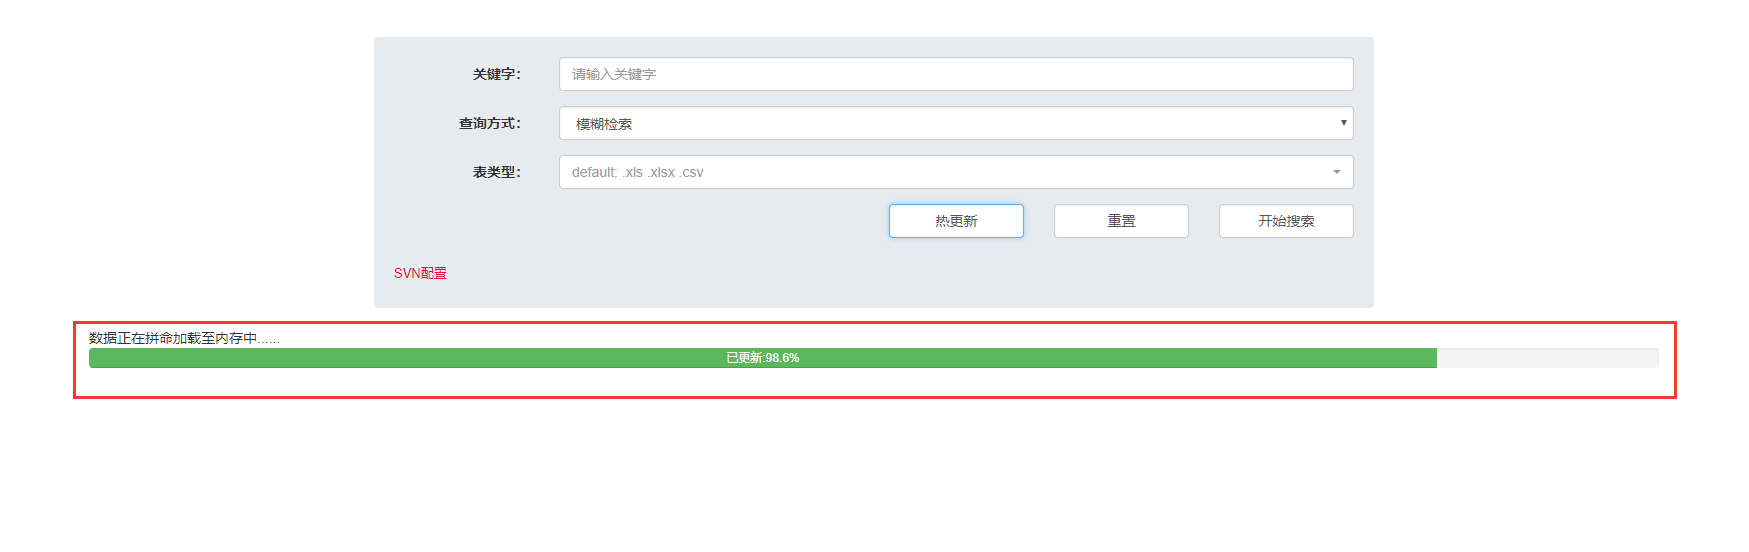 关键字：
请输入关键字
查询方式：
模糊检索
表类型：
default: .xls .xlsx .csv
热更新 重置 开始搜索
SVN配置
数据正在拼命加载至内存中......
已更新:98.6%